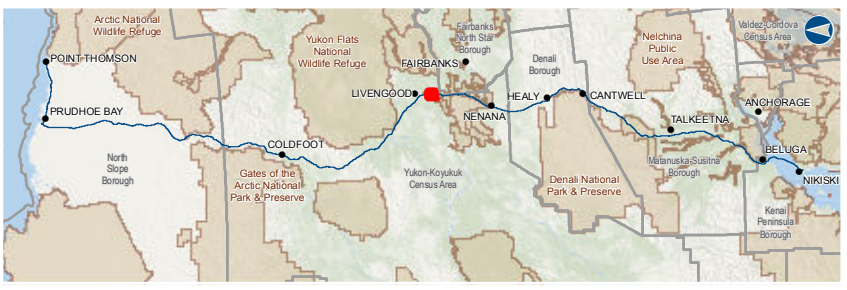 Arctic National
Wildlife Refuge
POINT THOMSON
PRUDHOE BAY
North
Slope
Borough
COLDFOOT
Gates of the
Arctic National
Park & Preserve
Yukon Flats
National
Wildlife Refuge
LIVENGOOD
FAIRBANKS
Fairbanks
North Star
Borough
NENANA
Yukon-Koyukuk
Census Area
Denali
Borough
HEALY
CANTWELL
Denali National
Park & Preserve
Nelchina
Public
Use Area
TALKEETNA
Matanuska-Susitna
Borough
Valdez-Cordova
Census Area
ANCHORAGE
BELUGA
NIKISKI
Kenai
Peninsula
Borough